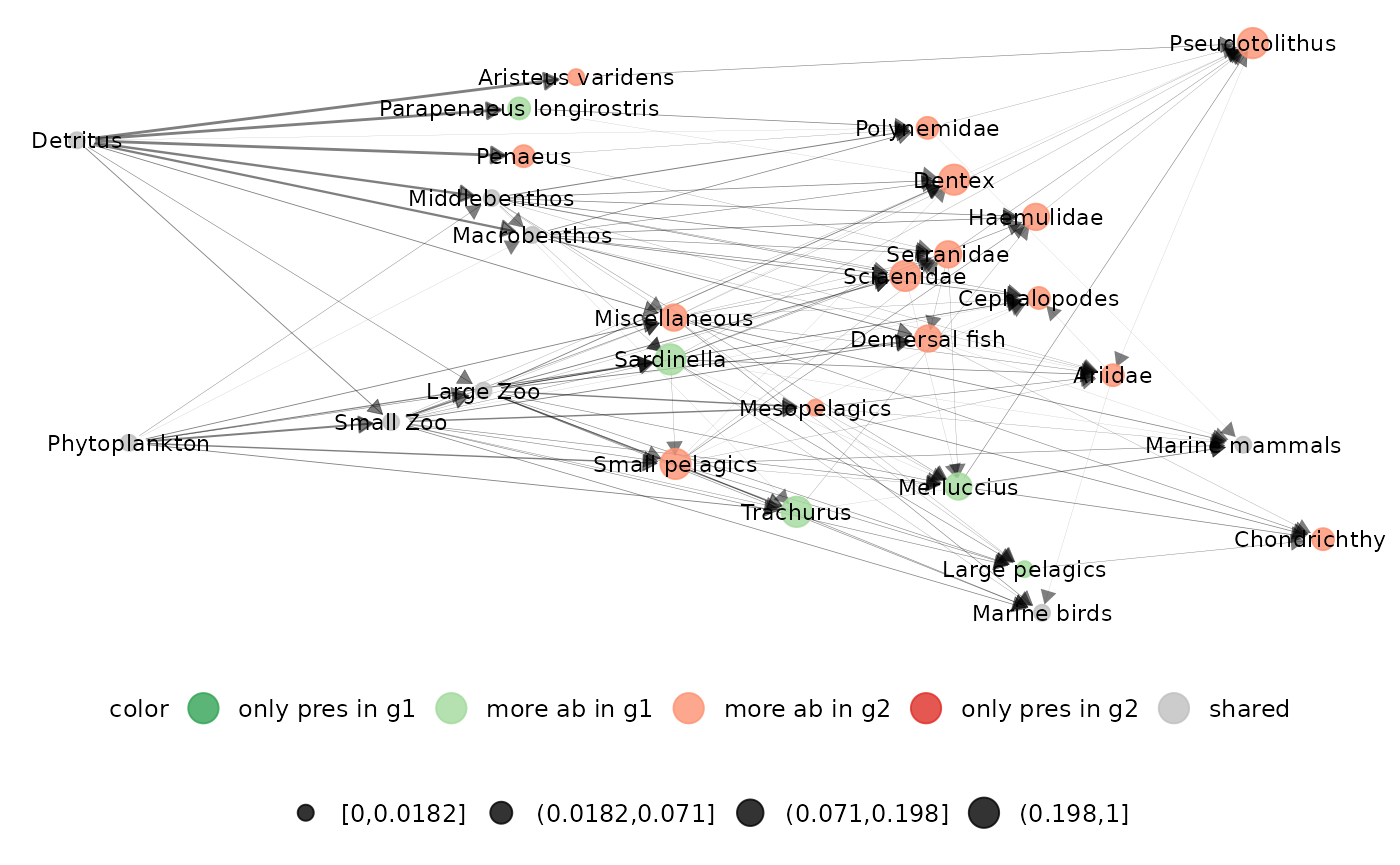 Pseudotolithus
Aristeus varidens
Parapenaeus longirostris
Polynemidae
Detritus
Penaeus
Dentex
Middlebenthos
Haemulidae
Macrobenthos
Serranidae
Sciaenidae
Cephalopodes
Miscellaneous
Demersal fish
Sardinella
Ariidae
Large Zoo
Mesopelagics
Small Zoo
Phytoplankton
Marine mammals
Small pelagics
Merluccius
Trachurus
Chondrichthy
Large pelagics
Marine birds
color only pres in g1 more ab in g1 more ab in g2 only pres in g2 shared
[0,0.0182] (0.0182,0.071] (0.071,0.198] (0.198,1]